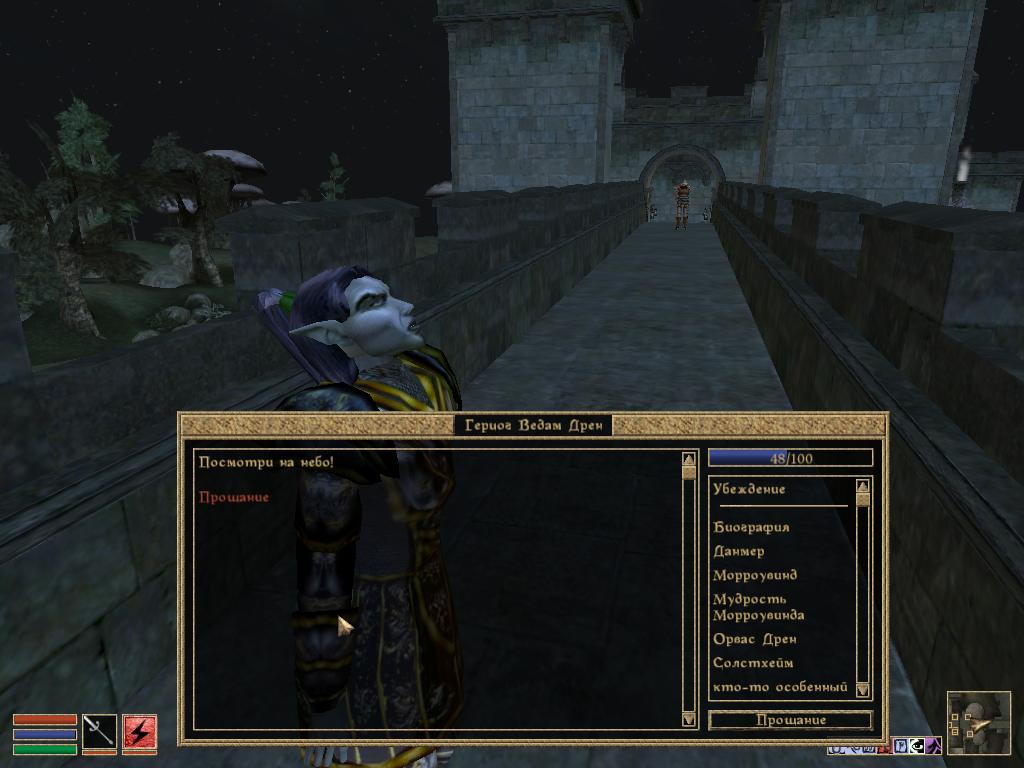 Герцог Ведам Дрен
Посмотри на небо!
Прощание
48/100
Убеждение
Биография
Данмер
Морроувинд
Мудрость
Морроувинда
Орвас Дрен
Солстхейм
кто-то особенный
Прощание